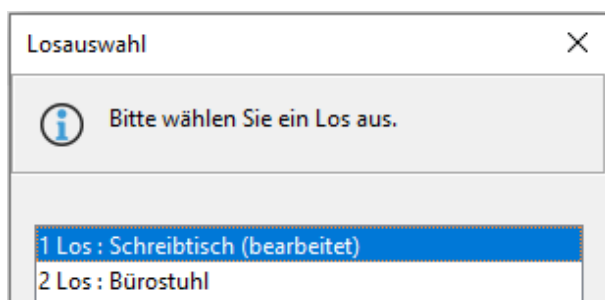 Losauswahl
Bitte wählen Sie ein Los aus.
1 Los : Schreibtisch (bearbeitet)
2 Los : Bürostuhl